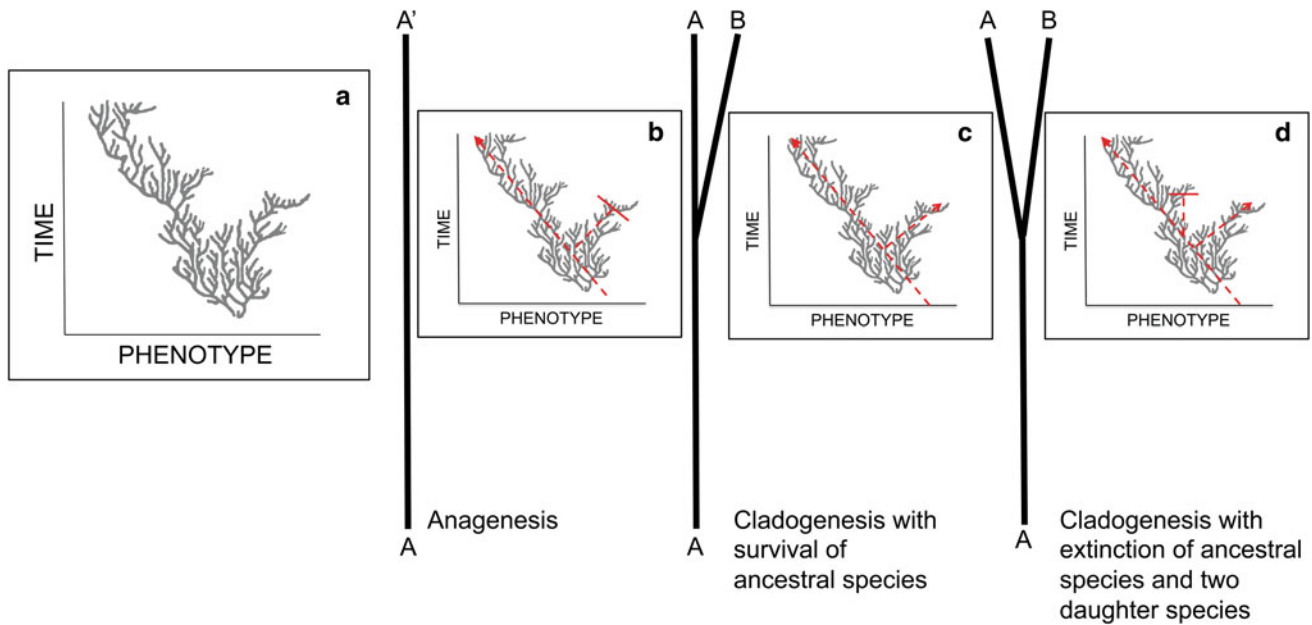 a
TIME
PHENOTYPE
A'
b
TIME
PHENOTYPE
Anagenesis
A
A B
c
TIME
PHENOTYPE
Cladogenesis with
survival of
ancestral species
A
A B
d
TIME
PHENOTYPE
A
Cladogenesis with
extinction of ancestral
species and two
daughter species